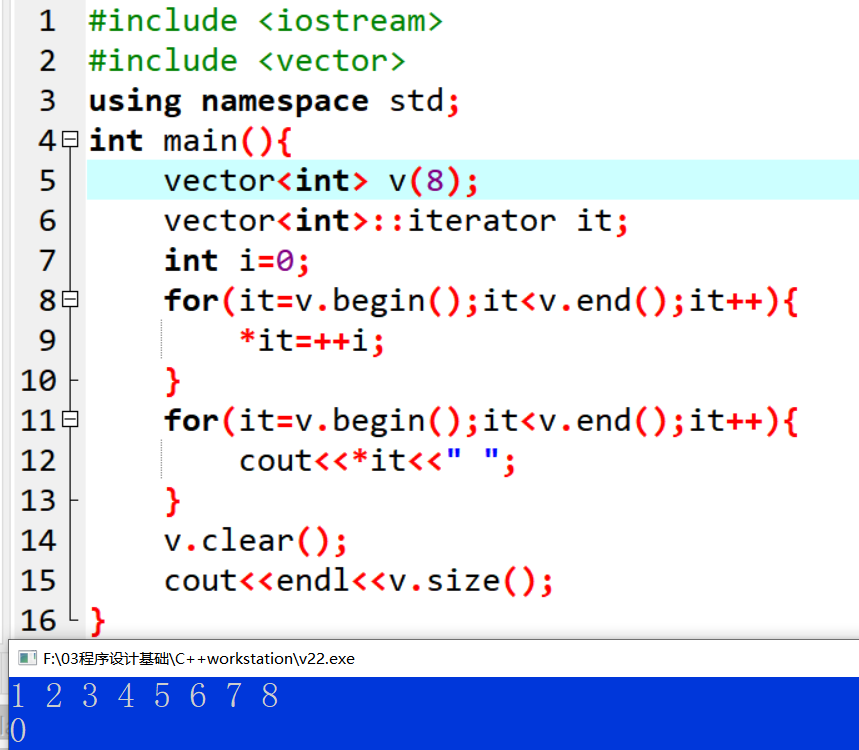 1 #include <iostream>
2 #include <vector>
3 using namespace std;
4 int main(){
5 vector<int> v(8);
6 vector<int>::iterator it;
7 int i=0;
8 for(it=v.begin();it<v.end();it++){
9 *it=++i;
10 }
11 for(it=v.begin();it<v.end();it++){
12 cout<<*it<<" ";
13 }
14 v.clear();
15 cout<<endl<<v.size();
16 }
F:\03程序设计基础\C++workstation\v22.exe
1 2 3 4 5 6 7 8
0